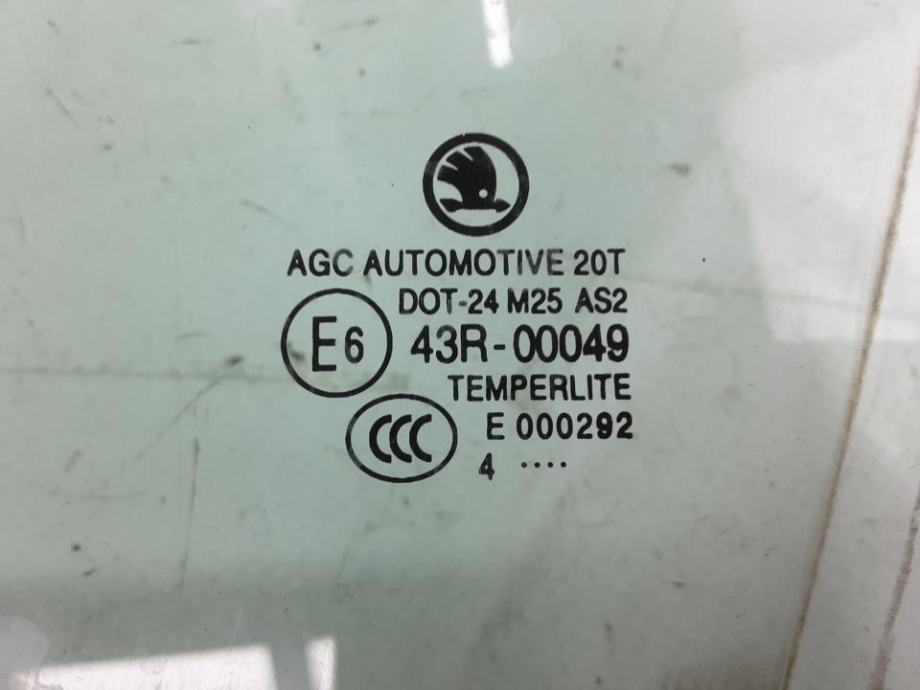 AGC AUTOMOTIVE 20T
DOT-24 M25 AS2
E6 43R-00049
TEMPERLITE
CCC E 000292
4 ....